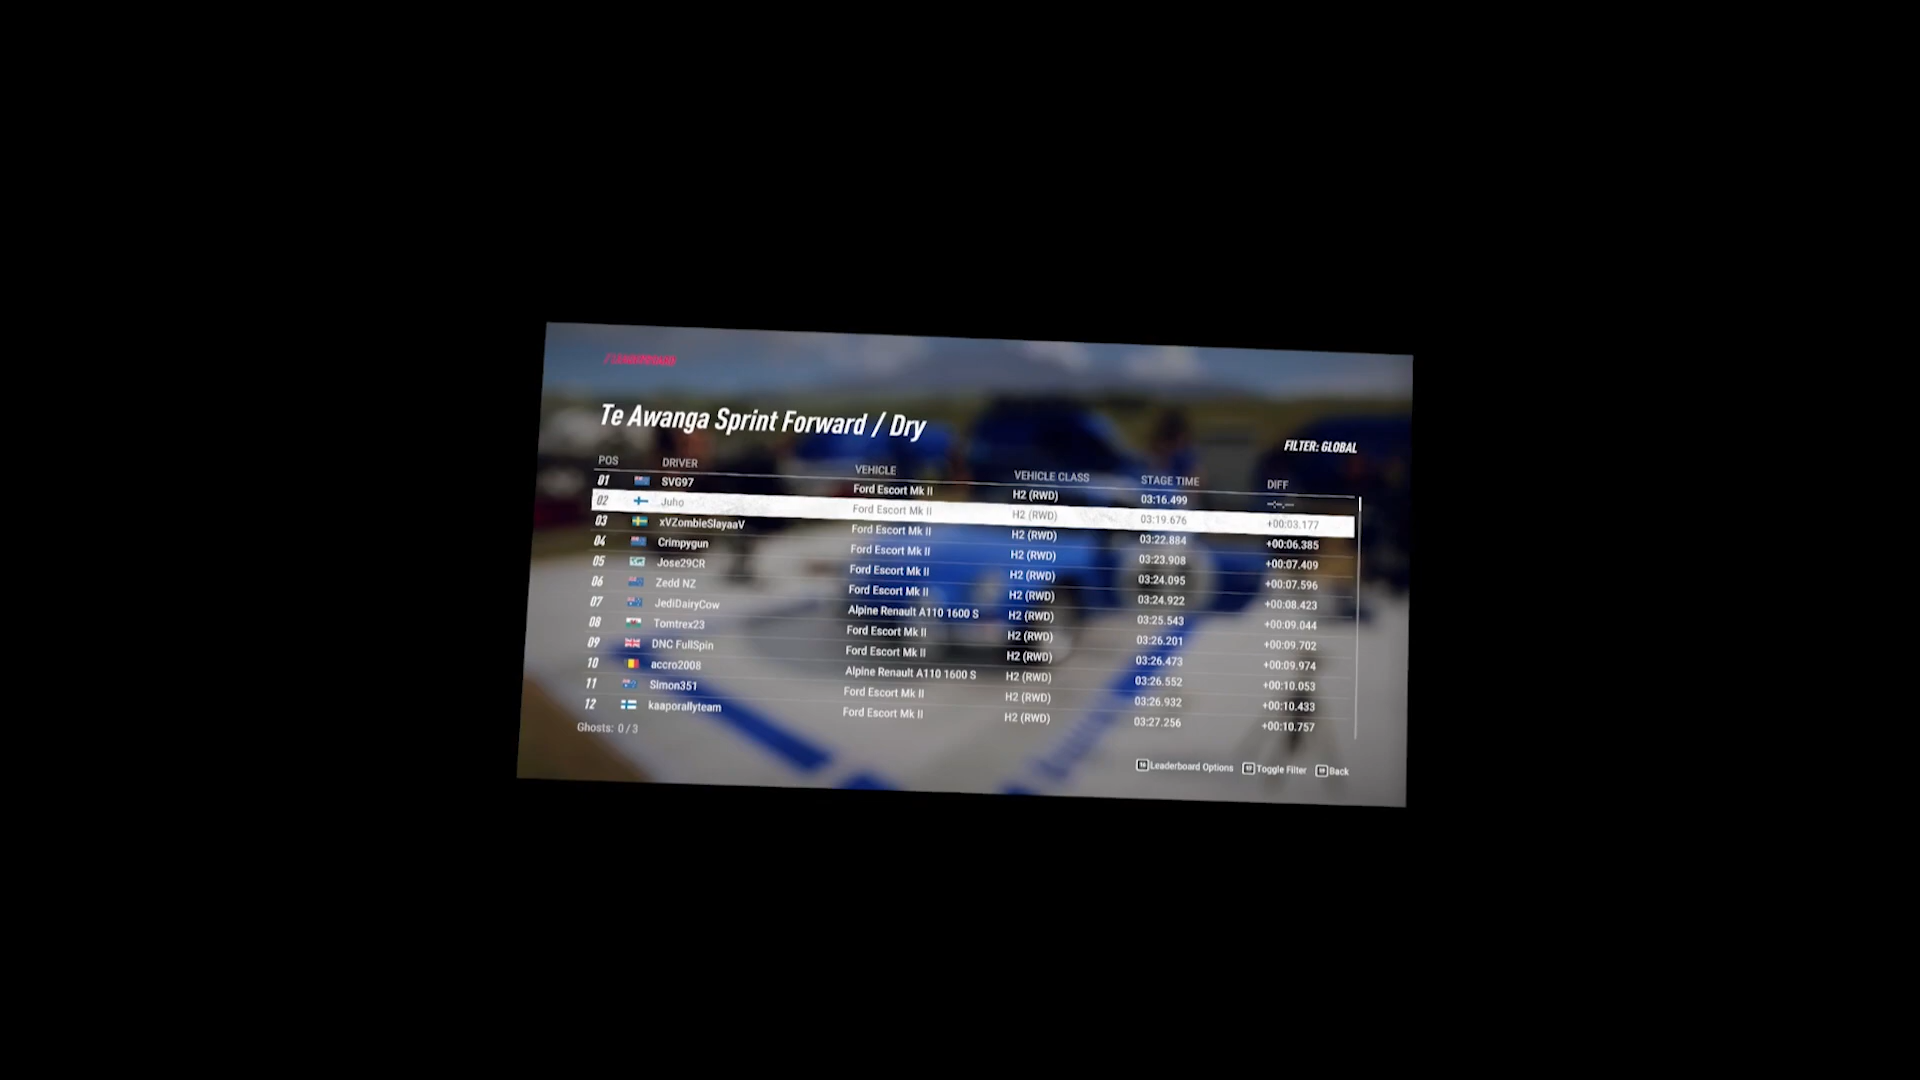 Te Awanga Sprint Forward / Dry
FILTER: GLOBAL
POS DRIVER VEHICLE VEHICLE CLASS STAGE TIME DIFF
01 SVG97 Ford Escort Mk II H2 (RWD) 03:16.499 --:--.---
02 Juho Ford Escort Mk II H2 (RWD) 03:19.676 +00:03.177
03 xVZombieSlayaaV Ford Escort Mk II H2 (RWD) 03:22.884 +00:06.385
04 Crimpygun Ford Escort Mk II H2 (RWD) 03:23.908 +00:07.409
05 Jose29CR Ford Escort Mk II H2 (RWD) 03:24.095 +00:07.596
06 Zedd NZ Ford Escort Mk II H2 (RWD) 03:24.922 +00:08.423
07 JediDairyCow Alpine Renault A110 1600 S H2 (RWD) 03:25.543 +00:09.044
08 Tomtrex23 Ford Escort Mk II H2 (RWD) 03:26.201 +00:09.702
09 DNC FullSpin Ford Escort Mk II H2 (RWD) 03:26.473 +00:09.974
10 accro2008 Alpine Renault A110 1600 S H2 (RWD) 03:26.552 +00:10.053
11 Simon351 Ford Escort Mk II H2 (RWD) 03:26.932 +00:10.433
12 kaaporallyteam Ford Escort Mk II H2 (RWD) 03:27.256 +00:10.757
Ghosts: 0 / 3
Leaderboard Options Toggle Filter Back